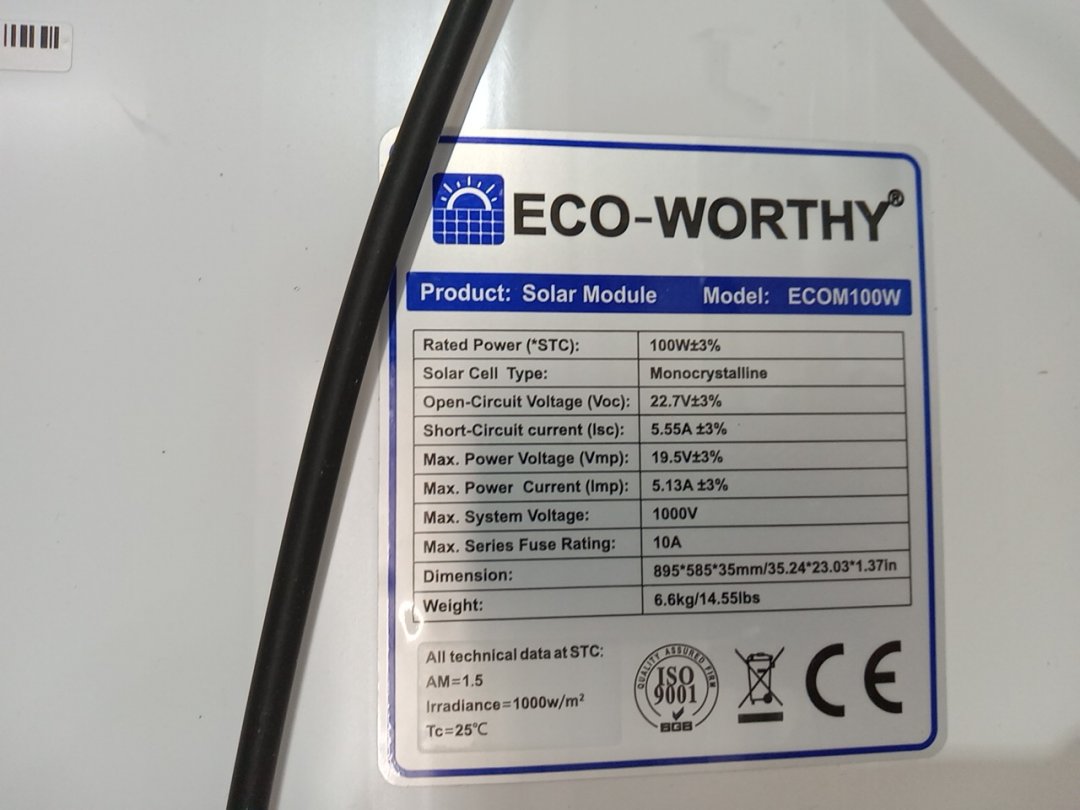 ECO-WORTHY®
Product: Solar Module Model: ECOM100W
Rated Power (*STC): 100W±3%
Solar Cell Type: Monocrystalline
Open-Circuit Voltage (Voc): 22.7V±3%
Short-Circuit current (Isc): 5.55A ±3%
Max. Power Voltage (Vmp): 19.5V±3%
Max. Power Current (Imp): 5.13A ±3%
Max. System Voltage: 1000V
Max. Series Fuse Rating: 10A
Dimension: 895*585*35mm/35.24*23.03*1.37in
Weight: 6.6kg/14.55lbs
All technical data at STC:
AM=1.5
Irradiance=1000w/m²
Tc=25℃
QUALITY ASSURED FIRM
ISO
9001
BGB
CE